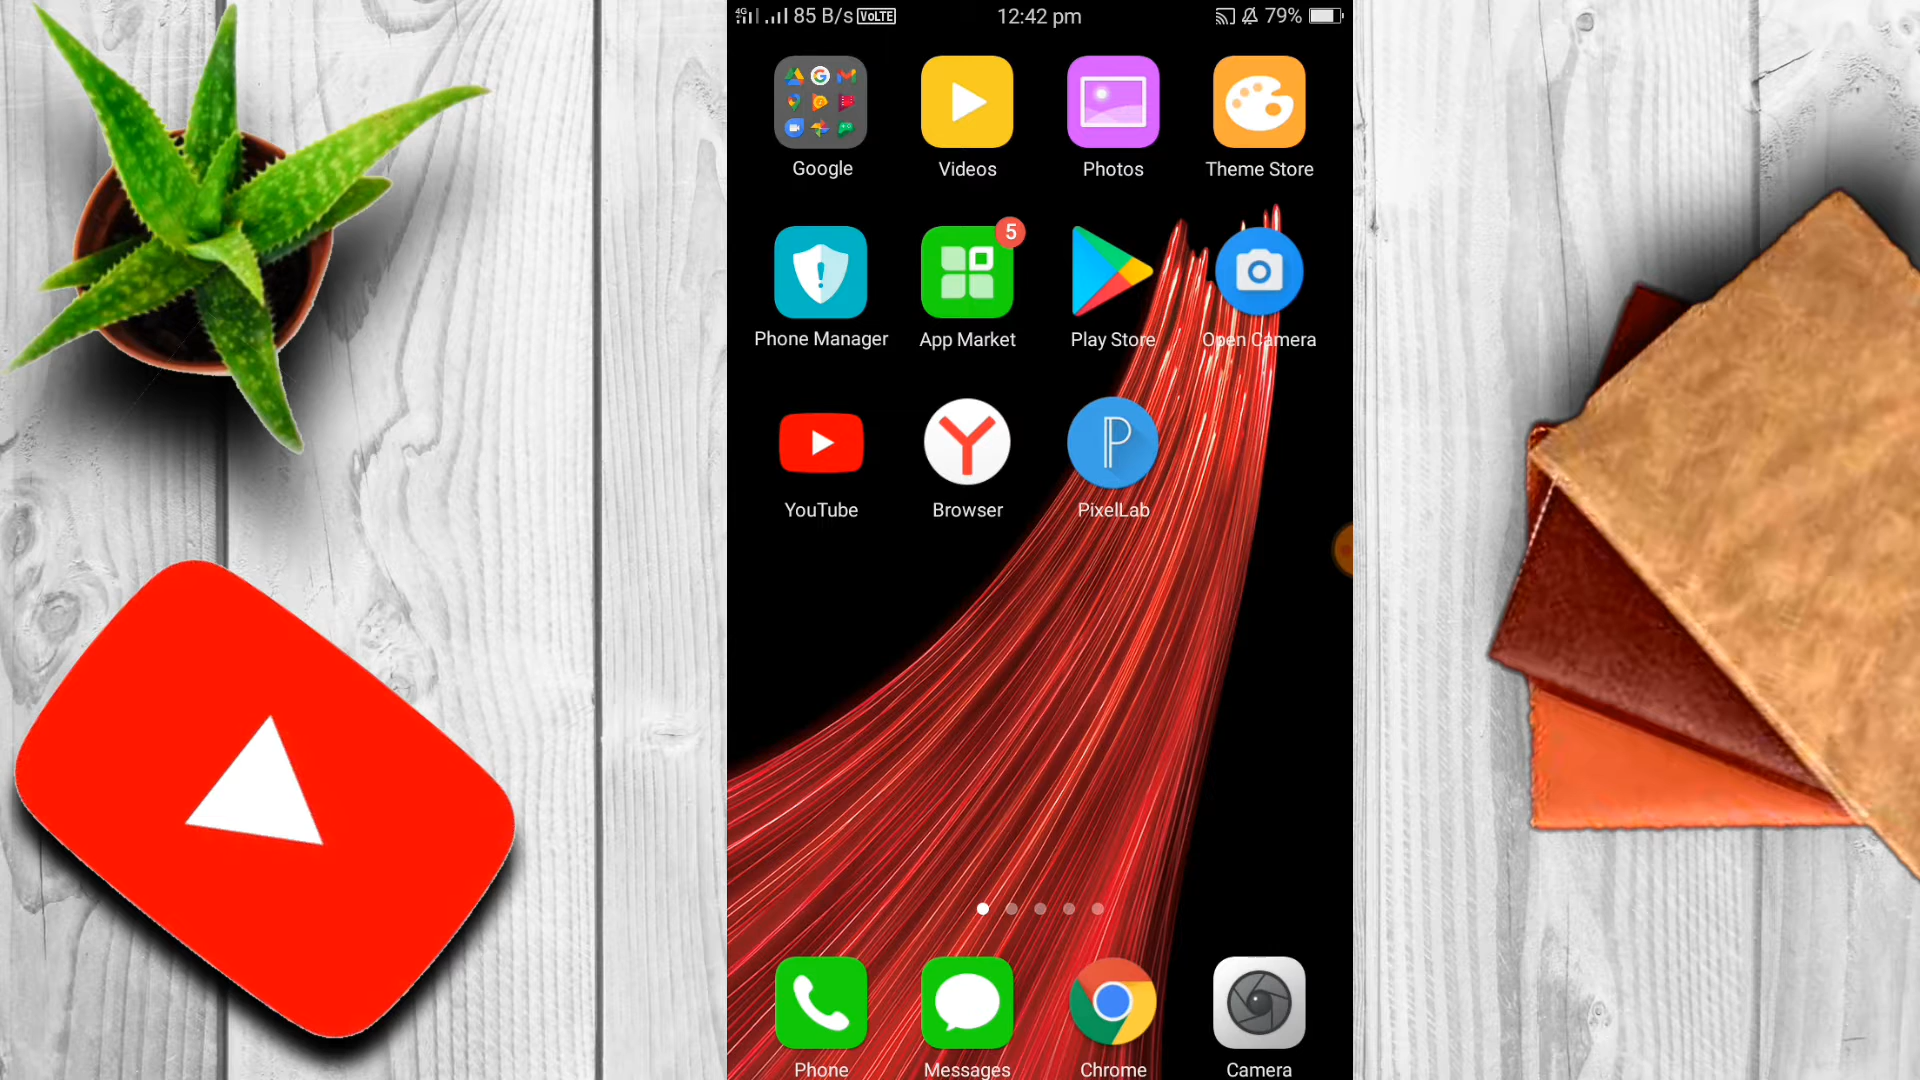 4G 85 B/s VoLTE 12:42 pm 79%
Google Videos Photos Theme Store
5
Phone Manager App Market Play Store Open Camera
YouTube Browser PixelLab
Phone Messages Chrome Camera